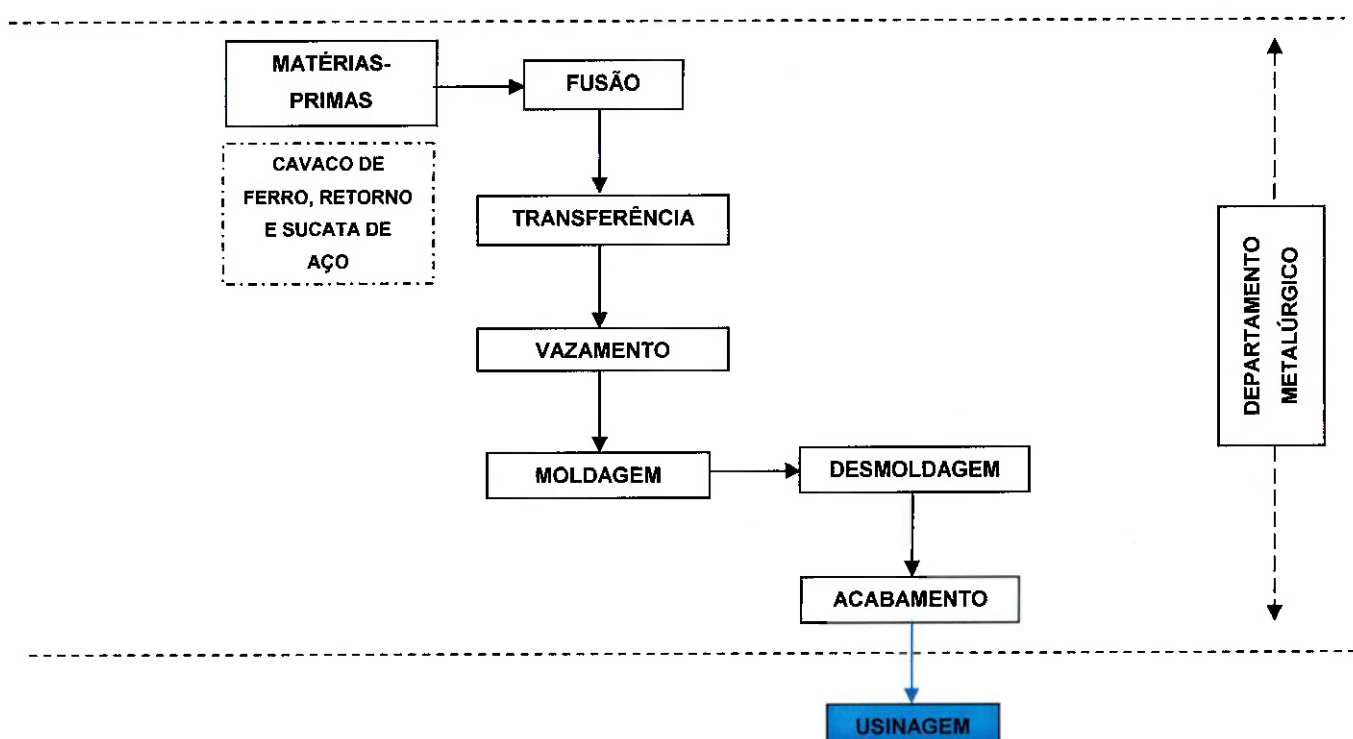 MATÉRIAS-
PRIMAS
FUSÃO
CAVACO DE
FERRO, RETORNO
E SUCATA DE
AÇO
TRANSFERÊNCIA
VAZAMENTO
MOLDAGEM
DESMOLDAGEM
ACABAMENTO
USINAGEM
DEPARTAMENTO
METALÚRGICO